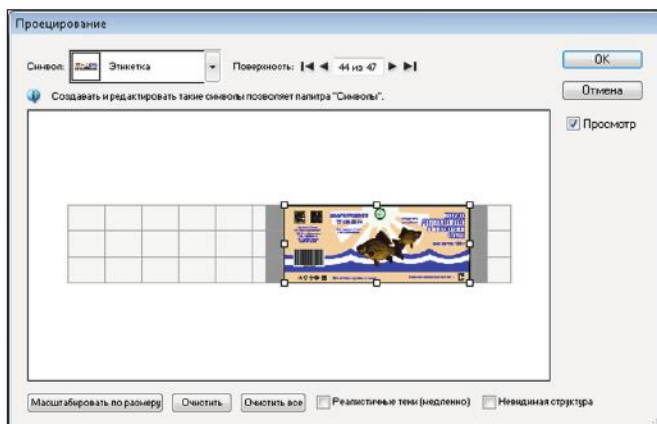 Проецирование
Символ: Этикетка Поверхность: 44 из 47 ОК
Создавать и редактировать такие символы позволяет палитра "Символы". Отмена
Просмотр
Масштабировать по размеру Очистить Очистить все Реалистичные тени (медленно) Невидимая структура